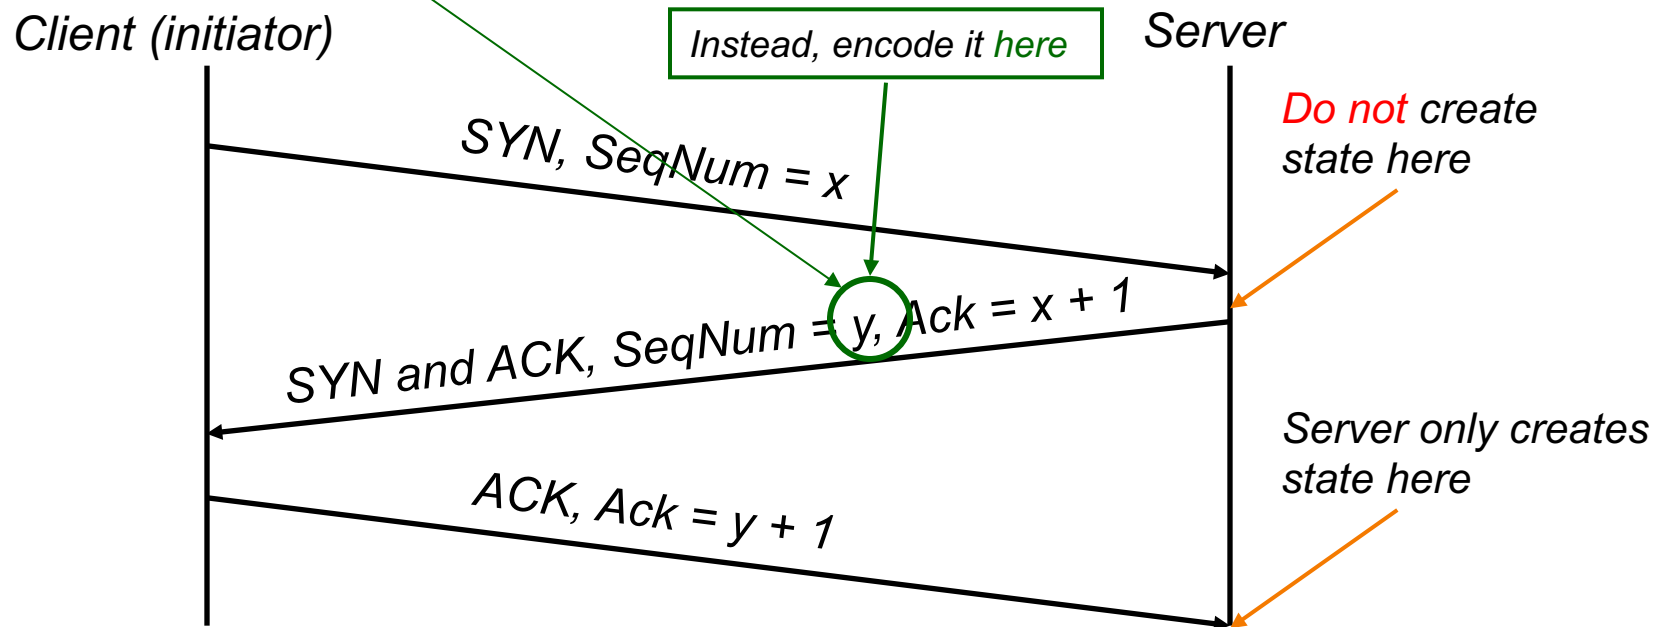 Client (initiator)
Instead, encode it here
Server
Do not create
state here
SYN, SeqNum = x
SYN and ACK, SeqNum = y, Ack = x + 1
Server only creates
state here
ACK, Ack = y + 1